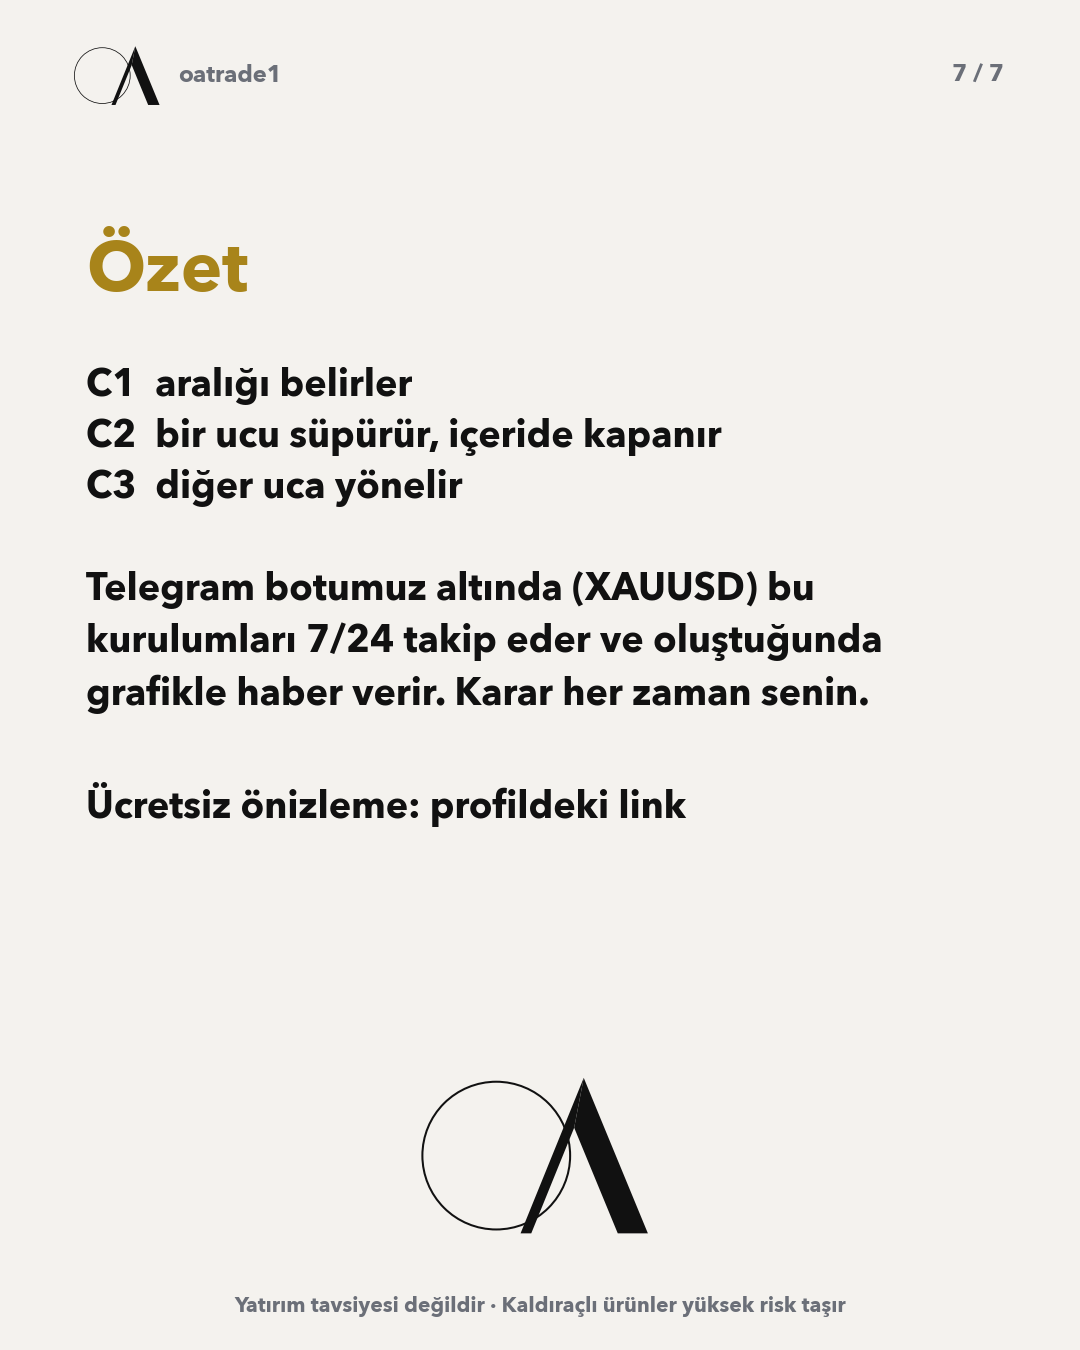 oatrade1
7 / 7
Özet
C1 aralığı belirler
C2 bir ucu süpürür, içeride kapanır
C3 diğer uca yönelir
Telegram botumuz altında (XAUUSD) bu
kurulumları 7/24 takip eder ve oluştuğunda
grafikle haber verir. Karar her zaman senin.
Ücretsiz önizleme: profildeki link
Yatırım tavsiyesi değildir · Kaldıraçlı ürünler yüksek risk taşır